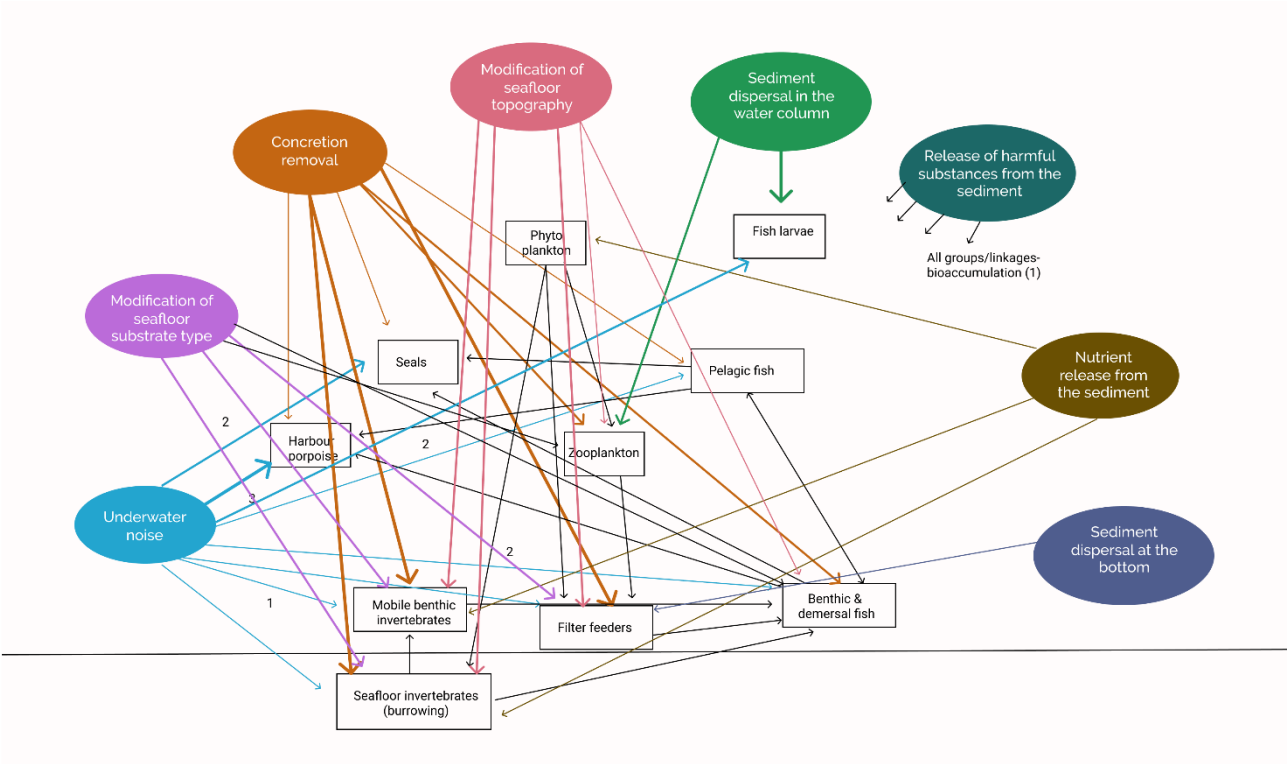 Modification of
seafloor
topography
Sediment
dispersal in the
water column
Concretion
removal
Release of harmful
substances from the
sediment
Phyto
plankton
Fish larvae
All groups/linkages-
bioaccumulation (1)
Modification of
seafloor
substrate type
Seals
Pelagic fish
Nutrient
release from
the sediment
2
2
Harbour
porpoise
Zooplankton
3
Underwater
noise
2
Sediment
dispersal at the
bottom
1
Mobile benthic
invertebrates
Filter feeders
Benthic &
demersal fish
Seafloor invertebrates
(burrowing)